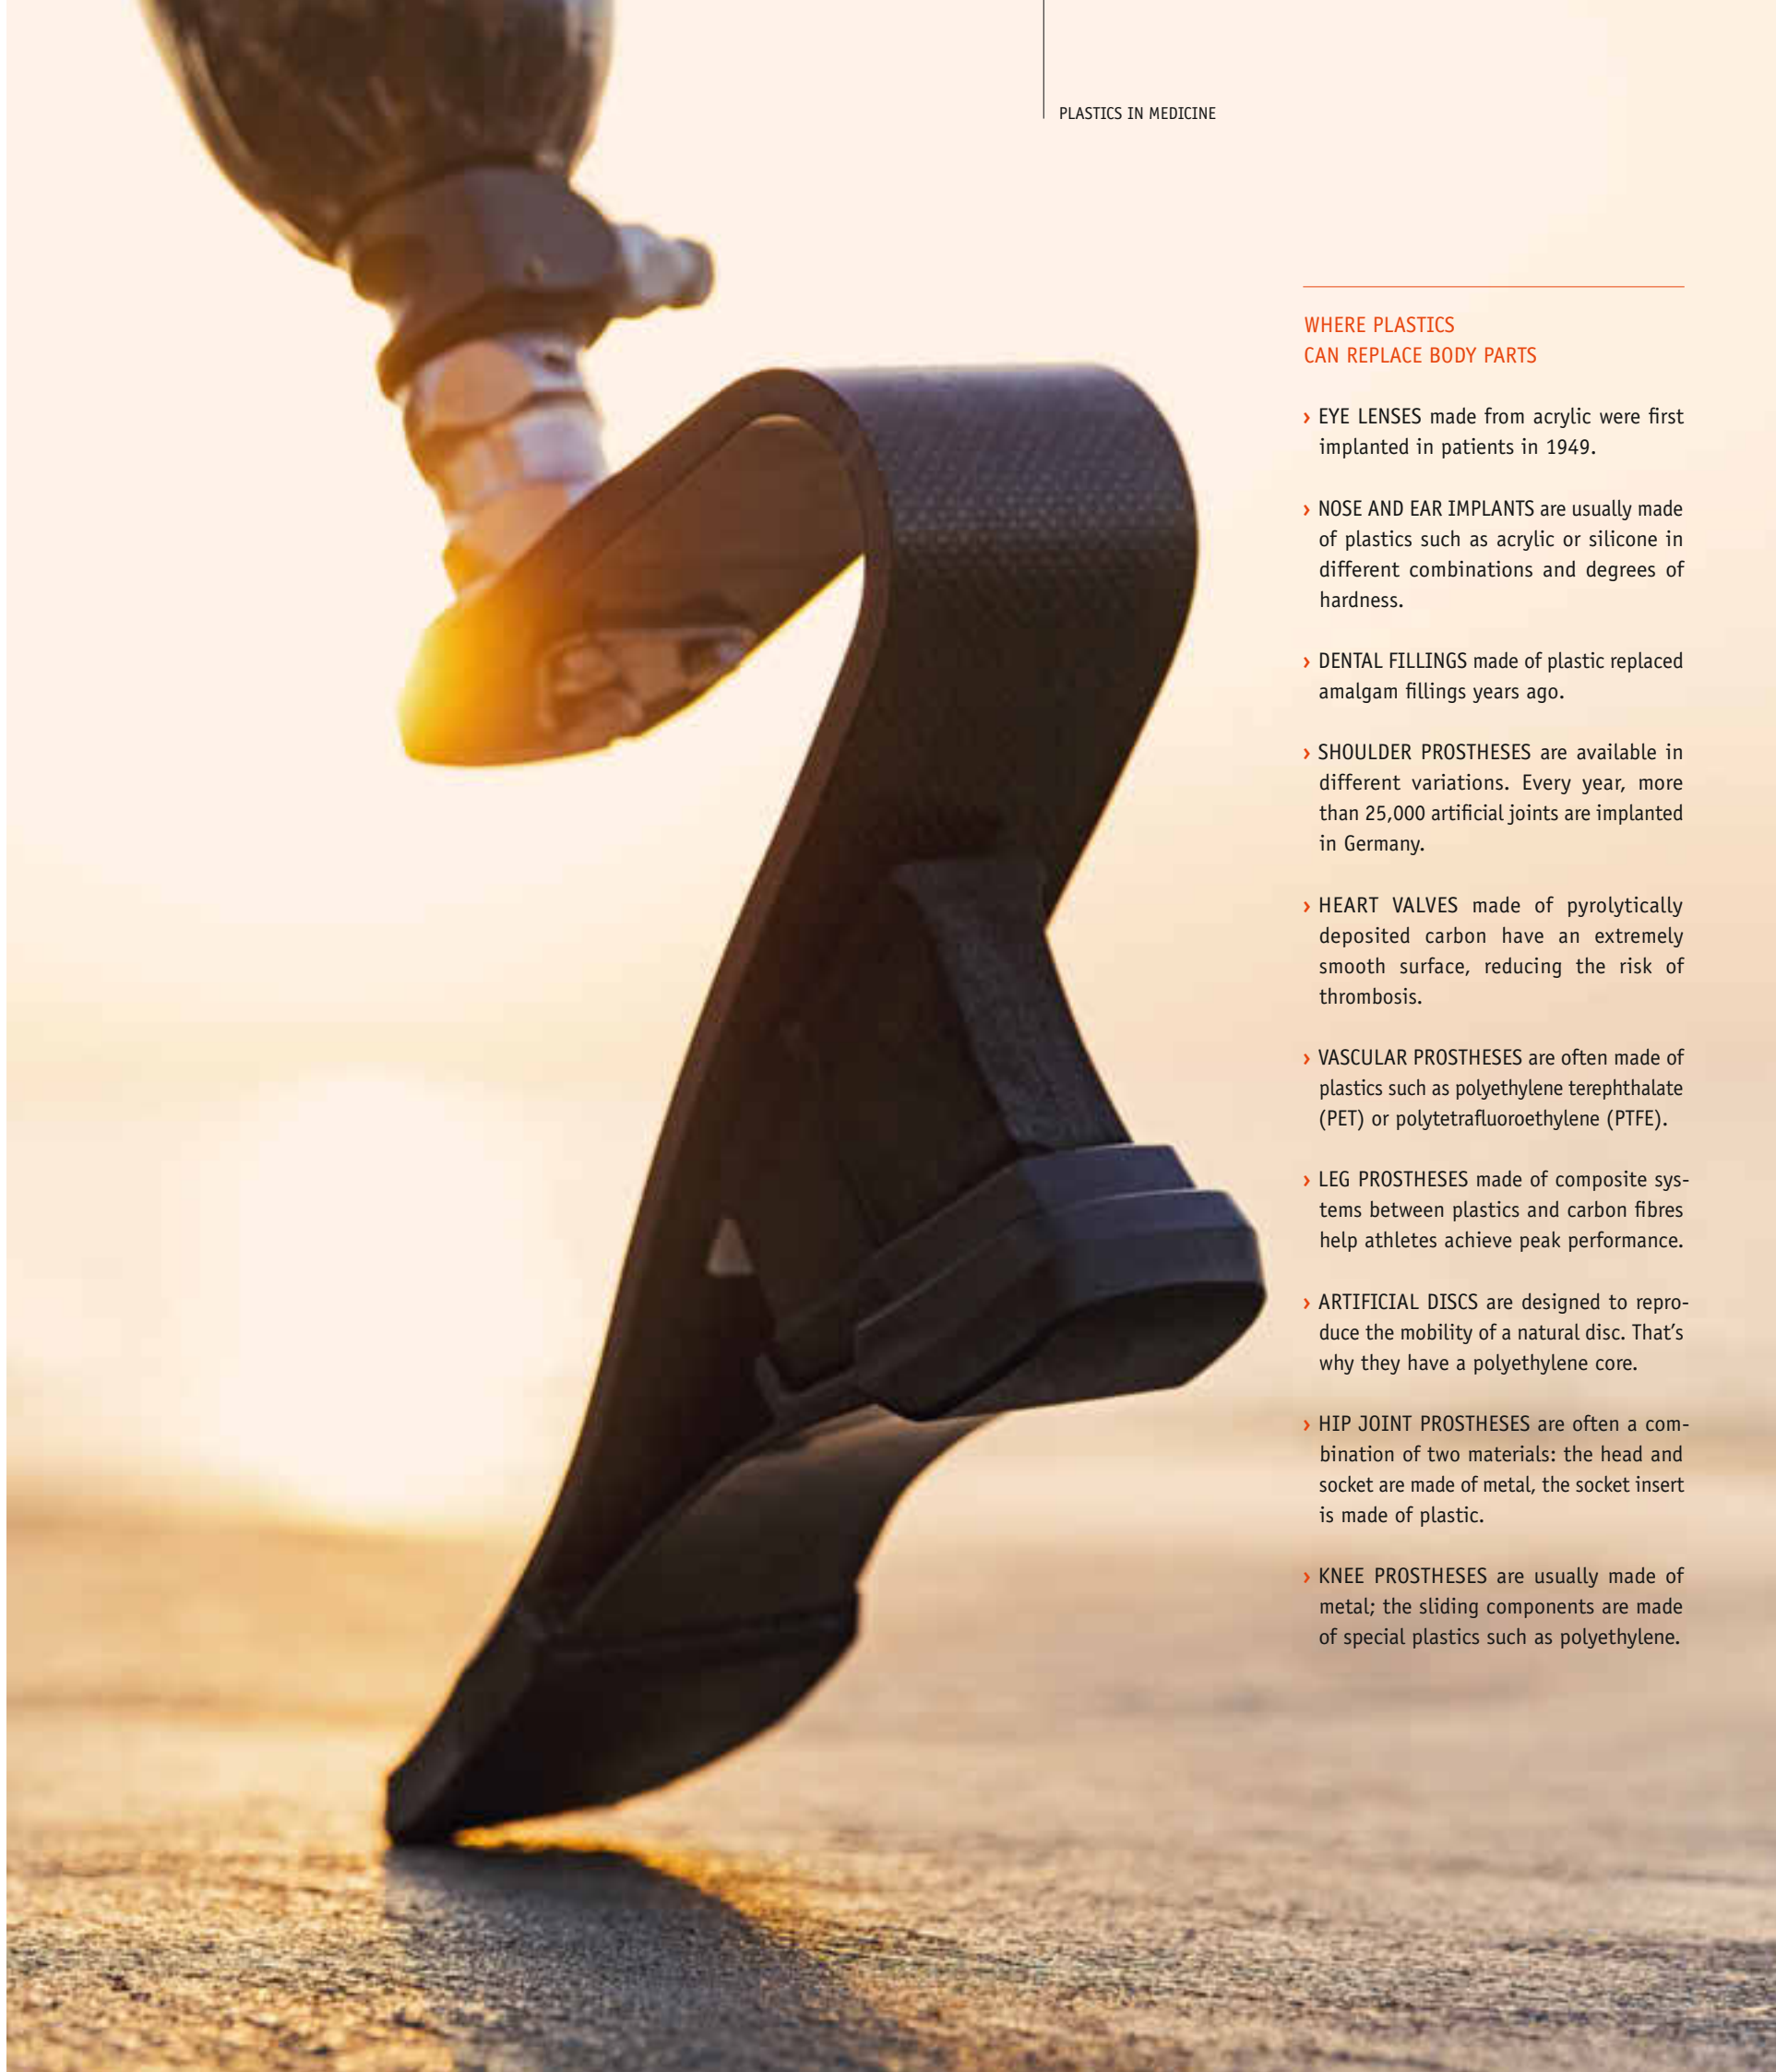 PLASTICS IN MEDICINE
WHERE PLASTICS
CAN REPLACE BODY PARTS
› EYE LENSES made from acrylic were first
implanted in patients in 1949.
› NOSE AND EAR IMPLANTS are usually made
of plastics such as acrylic or silicone in
different combinations and degrees of
hardness.
› DENTAL FILLINGS made of plastic replaced
amalgam fillings years ago.
› SHOULDER PROSTHESES are available in
different variations. Every year, more
than 25,000 artificial joints are implanted
in Germany.
› HEART VALVES made of pyrolytically
deposited carbon have an extremely
smooth surface, reducing the risk of
thrombosis.
› VASCULAR PROSTHESES are often made of
plastics such as polyethylene terephthalate
(PET) or polytetrafluoroethylene (PTFE).
› LEG PROSTHESES made of composite sys-
tems between plastics and carbon fibres
help athletes achieve peak performance.
› ARTIFICIAL DISCS are designed to repro-
duce the mobility of a natural disc. That's
why they have a polyethylene core.
› HIP JOINT PROSTHESES are often a com-
bination of two materials: the head and
socket are made of metal, the socket insert
is made of plastic.
› KNEE PROSTHESES are usually made of
metal; the sliding components are made
of special plastics such as polyethylene.